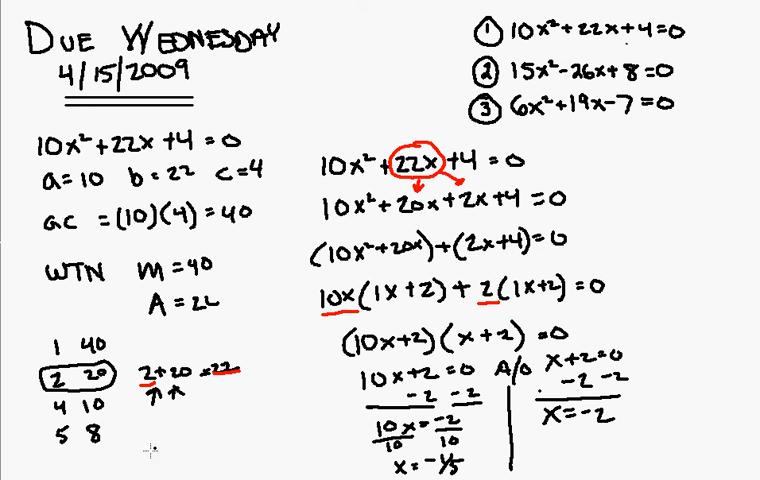 DUE WEDNESDAY
4/15/2009
① 10x²+22x+4=0
② 15x²-26x+8=0
③ 6x²+19x-7=0
10x²+22x+4=0
a=10 b=22 c=4
ac =(10)(4)=40
WTN M=40
A=22
1 40
2 20 2+20=22
4 10
5 8
10x²+22x+4=0
10x²+20x+2x+4=0
(10x²+20x)+(2x+4)=0
10x(1x+2)+2(1x+2)=0
(10x+2)(x+2)=0
10x+2=0 A/O x+2=0
-2 -2 -2 -2
10x=-2 x=-2
10 10
x=-1/5